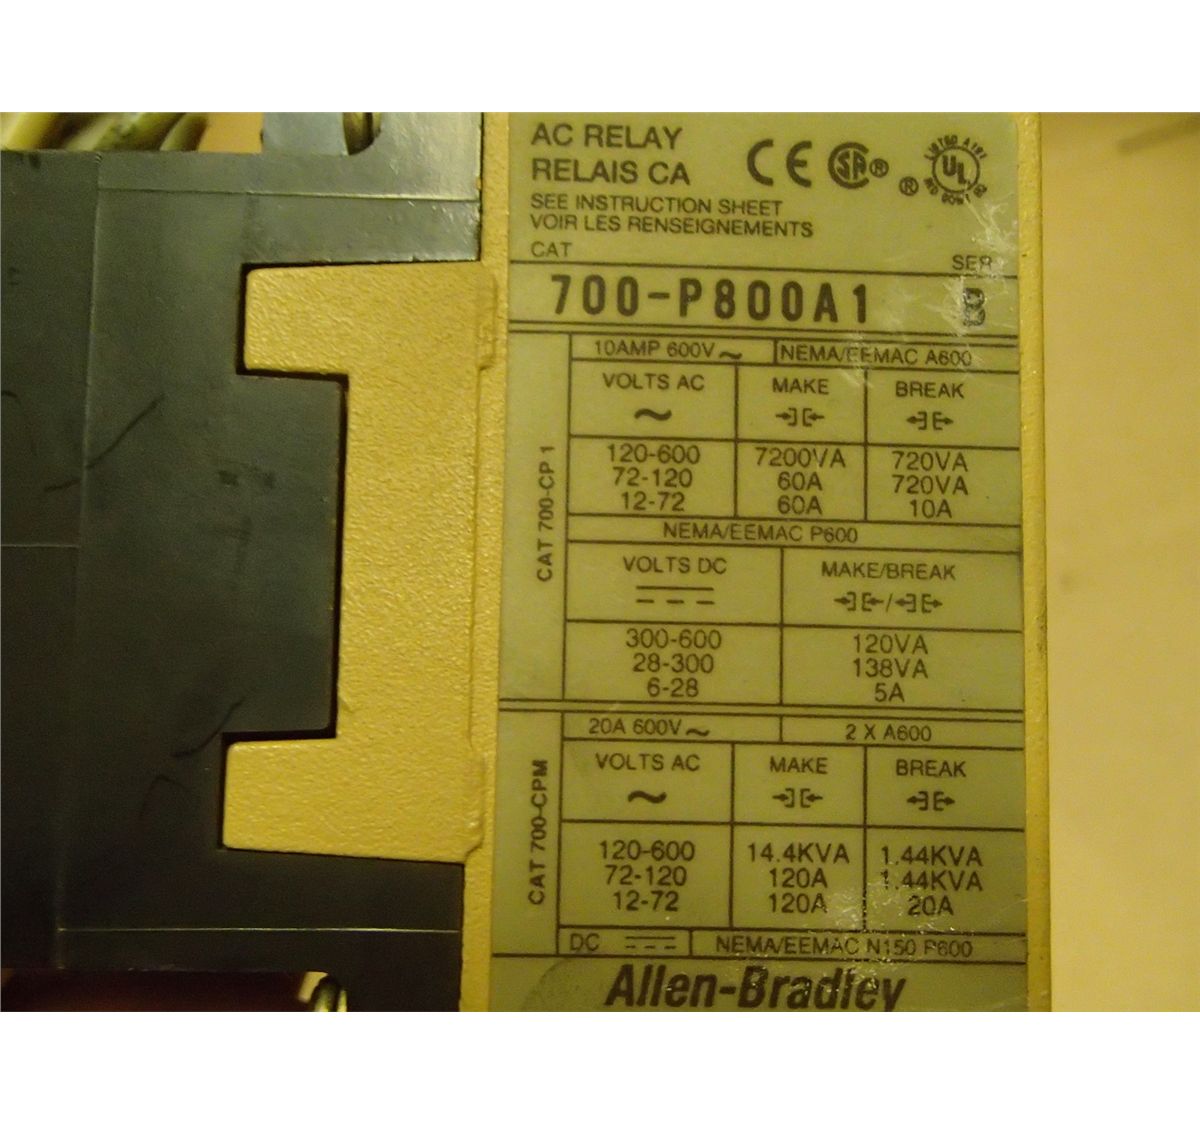 AC RELAY
RELAIS CA
CE SA® ® UL
SEE INSTRUCTION SHEET
VOIR LES RENSEIGNEMENTS
CAT SER
700-P800A1 B
CAT 700-CP1
10AMP 600V~ NEMA/EEMAC A600
VOLTS AC MAKE BREAK
120-600 7200VA 720VA
72-120 60A 720VA
12-72 60A 10A
NEMA/EEMAC P600
VOLTS DC MAKE/BREAK
300-600 120VA
28-300 138VA
6-28 5A
CAT 700-CPM
20A 600V~ 2 X A600
VOLTS AC MAKE BREAK
120-600 14.4KVA 1.44KVA
72-120 120A 1.44KVA
12-72 120A 20A
DC NEMA/EEMAC N150 P600
Allen-Bradley